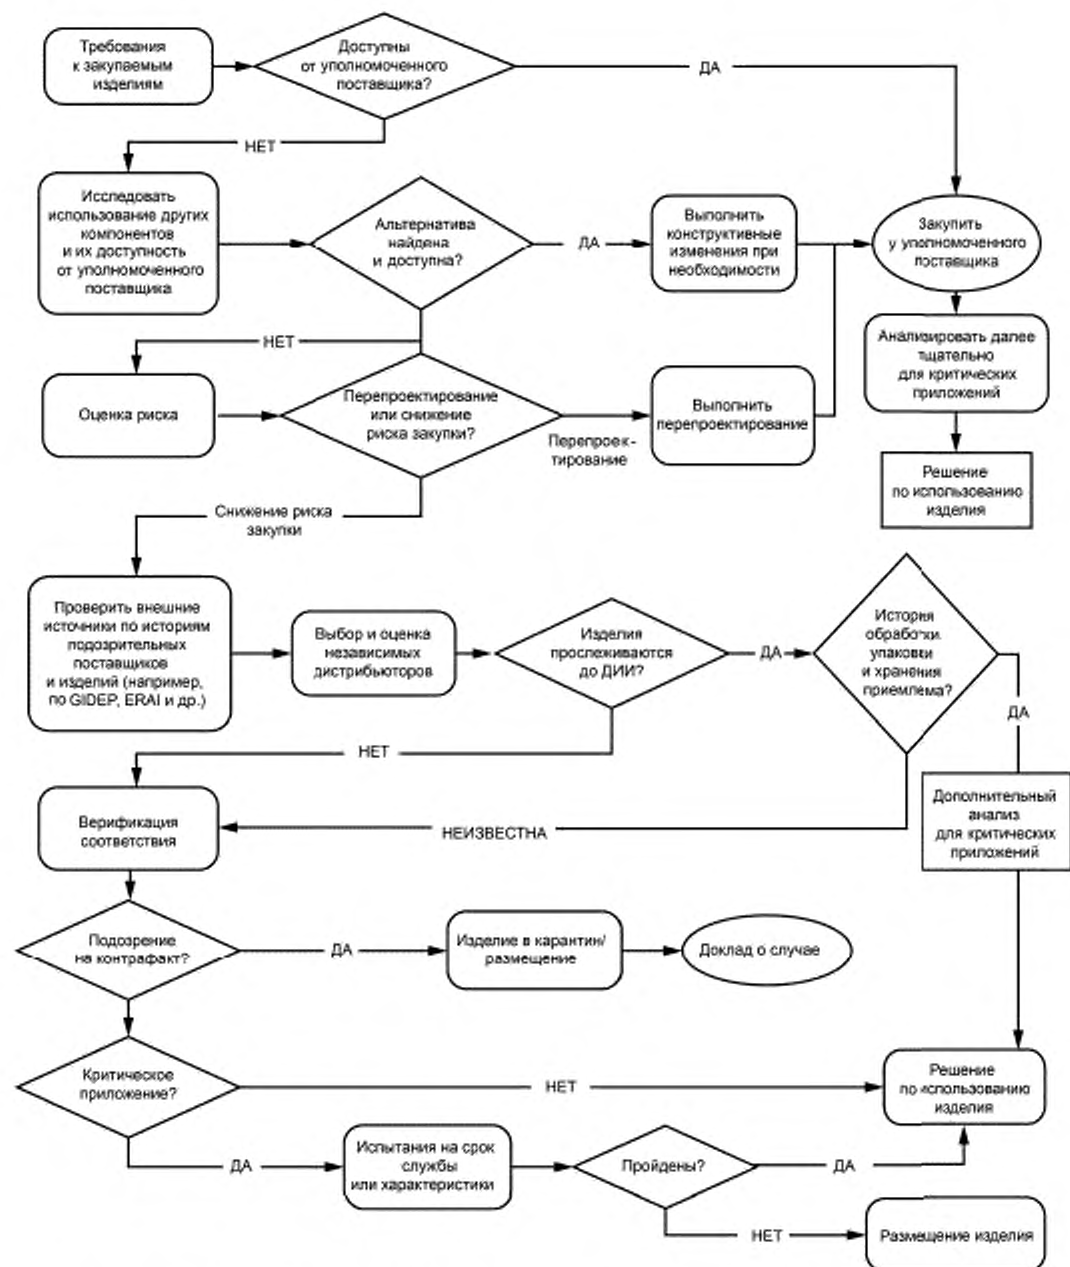 Требования
к закупаемым
изделиям
Доступны
от уполномоченного
поставщика?
ДА
НЕТ
Исследовать
использование других
компонентов
и их доступность
от уполномоченного
поставщика
Альтернатива
найдена
и доступна?
ДА
Выполнить
конструктивные
изменения при
необходимости
Закупить
у уполномоченного
поставщика
НЕТ
Анализировать далее
тщательно
для критических
приложений
Оценка риска
Перепроектирование
или снижение
риска закупки?
Перепроек-
тирование
Выполнить
перепроектирование
Решение
по использованию
изделия
Снижение риска
закупки
Проверить внешние
источники по историям
подозрительных
поставщиков
и изделий (например,
по GIDEP, ERAI и др.)
Выбор и оценка
независимых
дистрибьюторов
Изделия
прослеживаются
до ДИИ?
ДА
История
обработки,
упаковки
и хранения
приемлема?
ДА
НЕТ
Верификация
соответствия
НЕИЗВЕСТНА
Дополнительный
анализ
для критических
приложений
Подозрение
на контрафакт?
ДА
Изделие в карантин/
размещение
Доклад о случае
Критическое
приложение?
НЕТ
Решение
по использованию
изделия
ДА
Испытания на срок
службы
или характеристики
Пройдены?
ДА
НЕТ
Размещение изделия